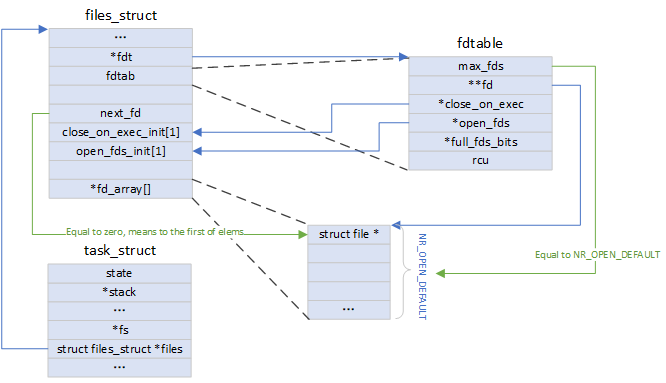 files_struct
...
*fdt
fdtab
next_fd
close_on_exec_init[1]
open_fds_init[1]
*fd_array[]
fdtable
max_fds
**fd
*close_on_exec
*open_fds
*full_fds_bits
rcu
Equal to zero, means to the first of elems
struct file *
...
NR_OPEN_DEFAULT
Equal to NR_OPEN_DEFAULT
task_struct
state
*stack
...
*fs
struct files_struct *files
...